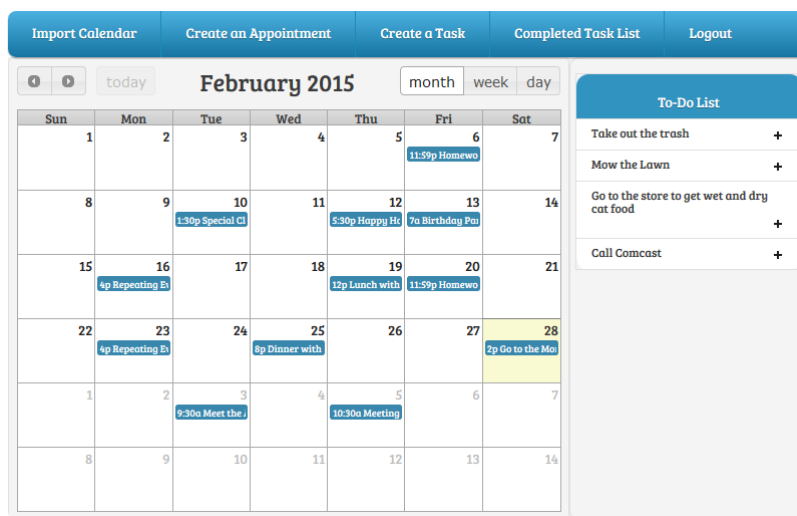 Import Calendar Create an Appointment Create a Task Completed Task List Logout
today February 2015 month week day
Sun Mon Tue Wed Thu Fri Sat
1 2 3 4 5 6 7
11:59p Homewo
8 9 10 11 12 13 14
1:30p Special Cl 5:30p Happy Ho 7a Birthday Par
15 16 17 18 19 20 21
4p Repeating Ev 12p Lunch with 11:59p Homewo
22 23 24 25 26 27 28
4p Repeating Ev 8p Dinner with 2p Go to the Mov
1 2 3 4 5 6 7
9:30a Meet the 10:30a Meeting
8 9 10 11 12 13 14
To-Do List
Take out the trash +
Mow the Lawn +
Go to the store to get wet and dry
cat food
+
Call Comcast +